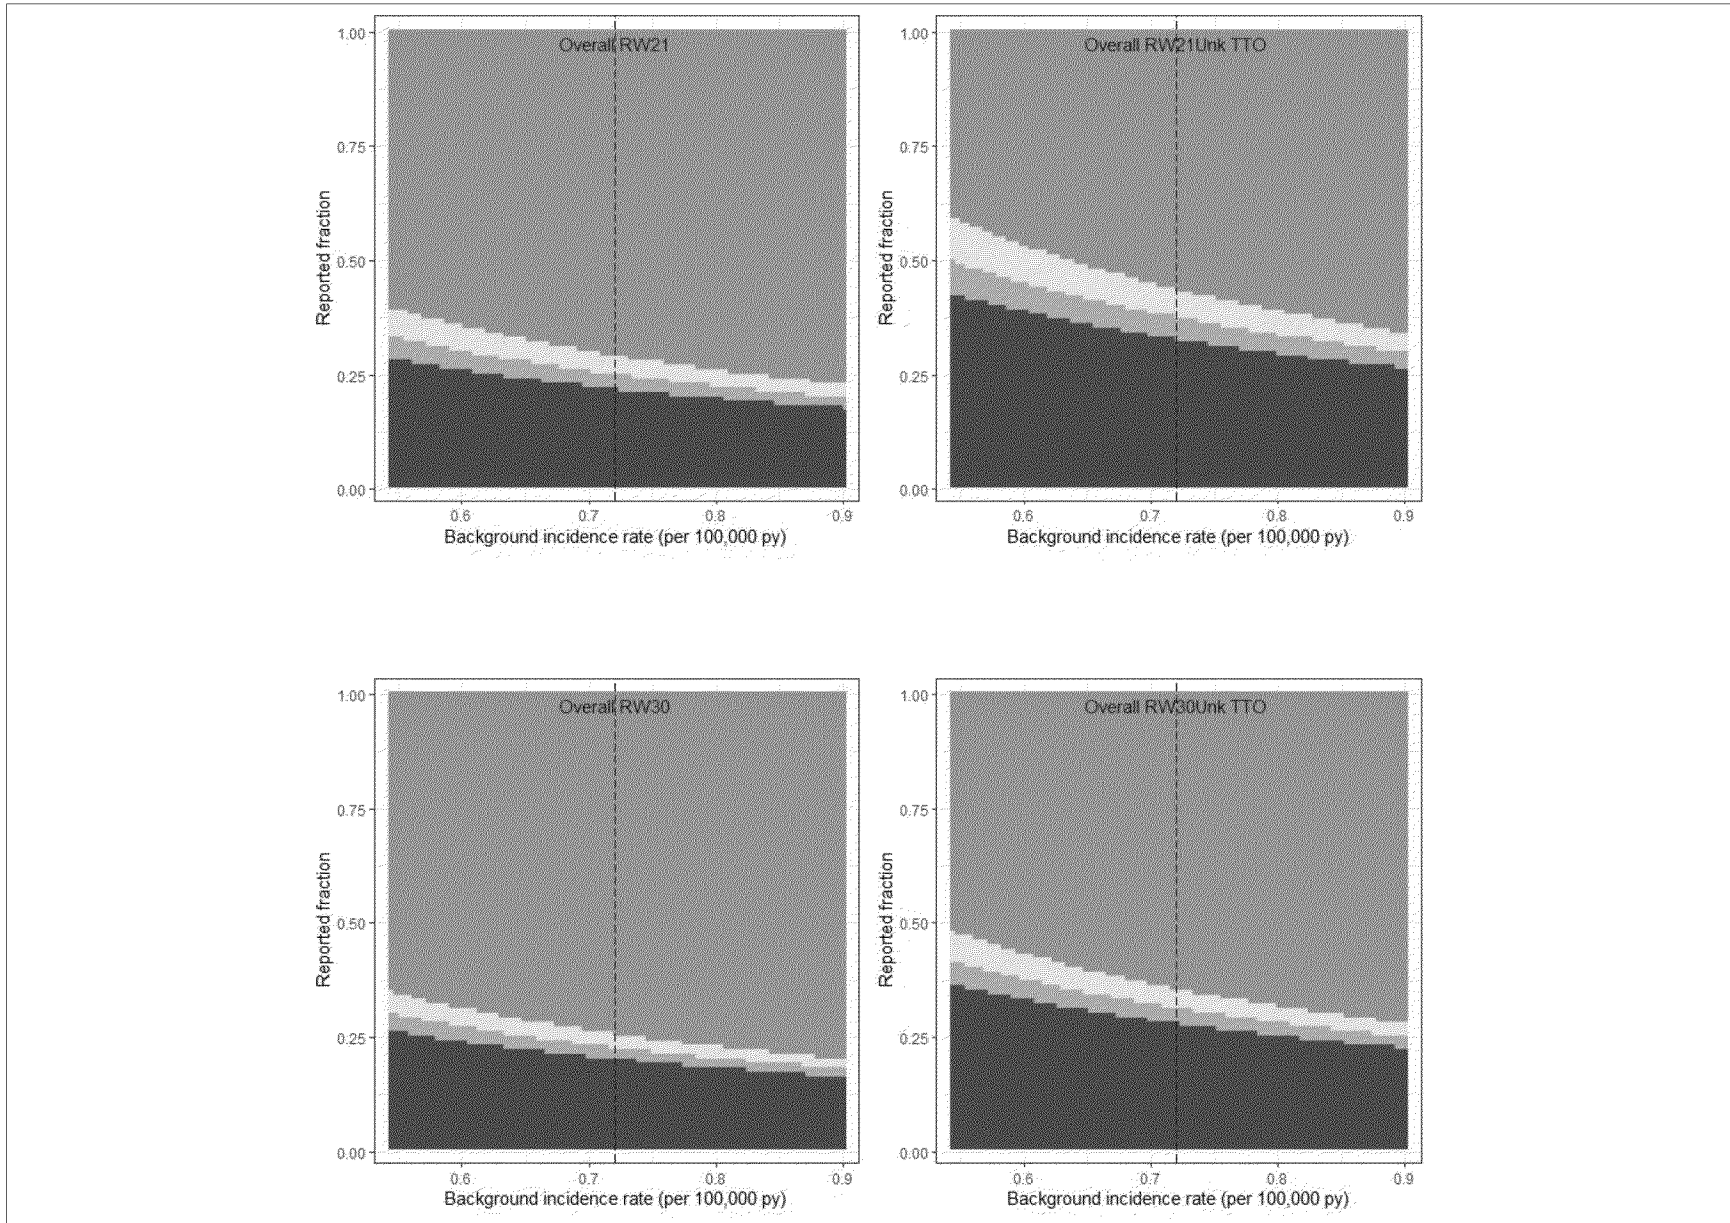 Overall RW21
1.00
0.75
0.50
0.25
0.00
Reported fraction
0.6 0.7 0.8 0.9
Background incidence rate (per 100,000 py)
Overall RW21Unk TTO
1.00
0.75
0.50
0.25
0.00
Reported fraction
0.6 0.7 0.8 0.9
Background incidence rate (per 100,000 py)
Overall RW30
1.00
0.75
0.50
0.25
0.00
Reported fraction
0.6 0.7 0.8 0.9
Background incidence rate (per 100,000 py)
Overall RW30Unk TTO
1.00
0.75
0.50
0.25
0.00
Reported fraction
0.6 0.7 0.8 0.9
Background incidence rate (per 100,000 py)